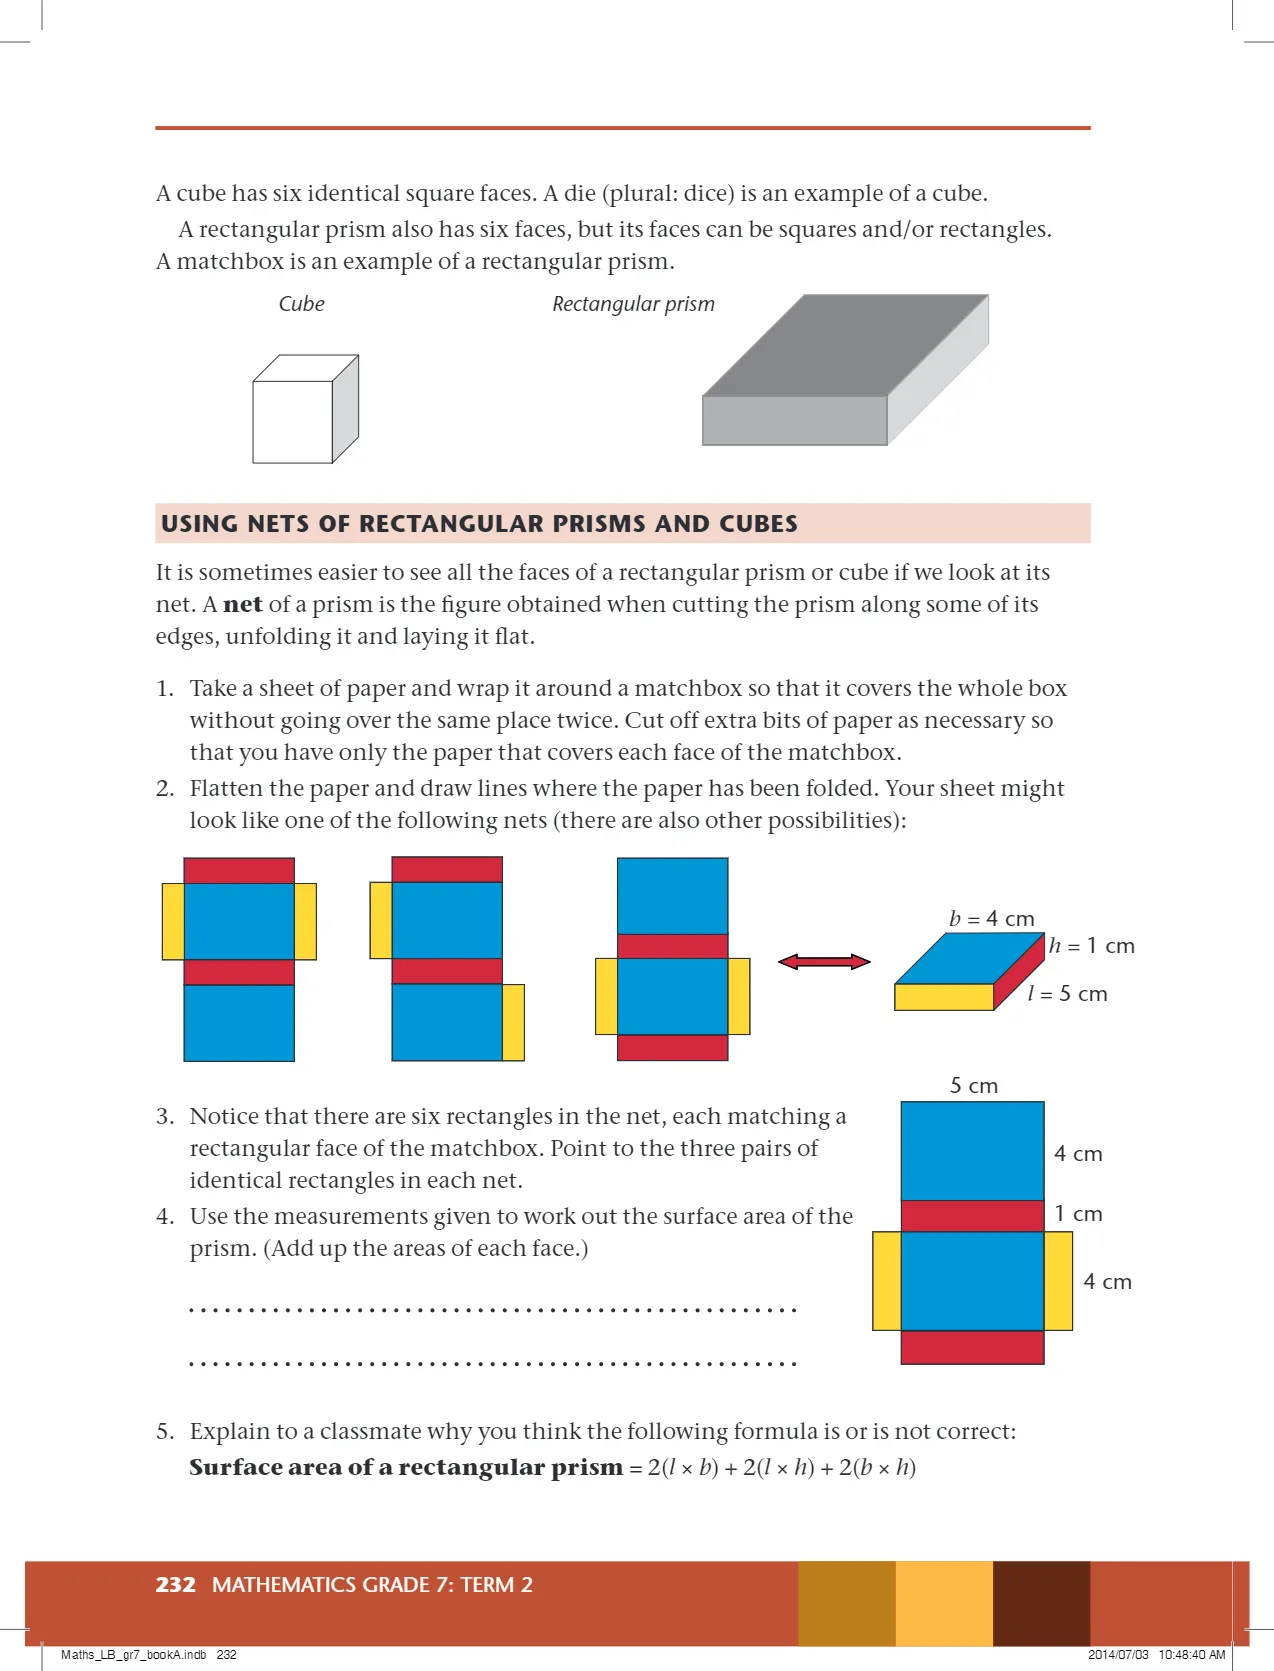 A cube has six identical square faces. A die (plural: dice) is an example of a cube.
A rectangular prism also has six faces, but its faces can be squares and/or rectangles.
A matchbox is an example of a rectangular prism.
Cube
Rectangular prism
USING NETS OF RECTANGULAR PRISMS AND CUBES
It is sometimes easier to see all the faces of a rectangular prism or cube if we look at its
net. A net of a prism is the figure obtained when cutting the prism along some of its
edges, unfolding it and laying it flat.
1. Take a sheet of paper and wrap it around a matchbox so that it covers the whole box
without going over the same place twice. Cut off extra bits of paper as necessary so
that you have only the paper that covers each face of the matchbox.
2. Flatten the paper and draw lines where the paper has been folded. Your sheet might
look like one of the following nets (there are also other possibilities):
b = 4 cm
h = 1 cm
l = 5 cm
3. Notice that there are six rectangles in the net, each matching a
rectangular face of the matchbox. Point to the three pairs of
identical rectangles in each net.
4. Use the measurements given to work out the surface area of the
prism. (Add up the areas of each face.)
5 cm
4 cm
1 cm
4 cm
5. Explain to a classmate why you think the following formula is or is not correct:
Surface area of a rectangular prism = 2(l × b) + 2(l × h) + 2(b × h)
232 MATHEMATICS GRADE 7: TERM 2
Maths_LB_gr7_bookA.indb 232
2014/07/03 10:48:40 AM